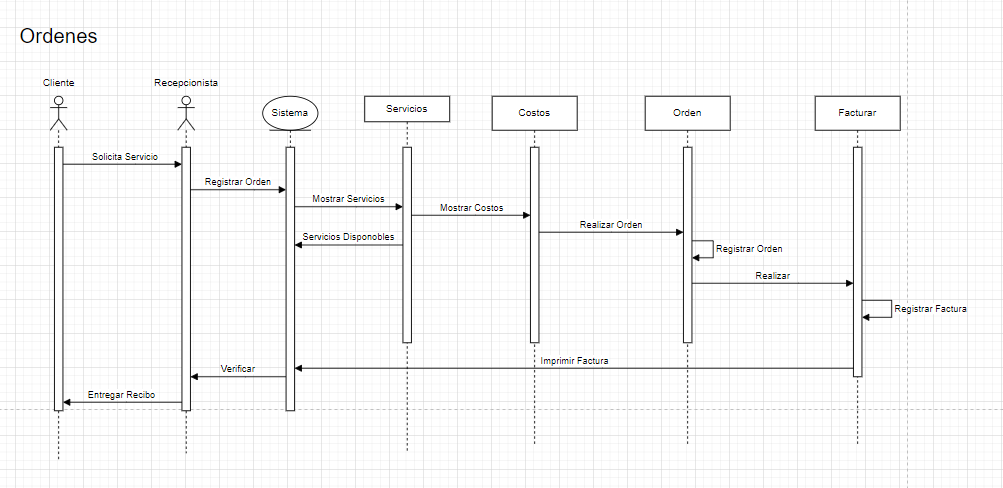 Ordenes
Cliente
Recepcionista
Sistema
Servicios
Costos
Orden
Facturar
Solicita Servicio
Registrar Orden
Mostrar Servicios
Mostrar Costos
Realizar Orden
Servicios Disponobles
Registrar Orden
Realizar
Registrar Factura
Imprimir Factura
Verificar
Entregar Recibo